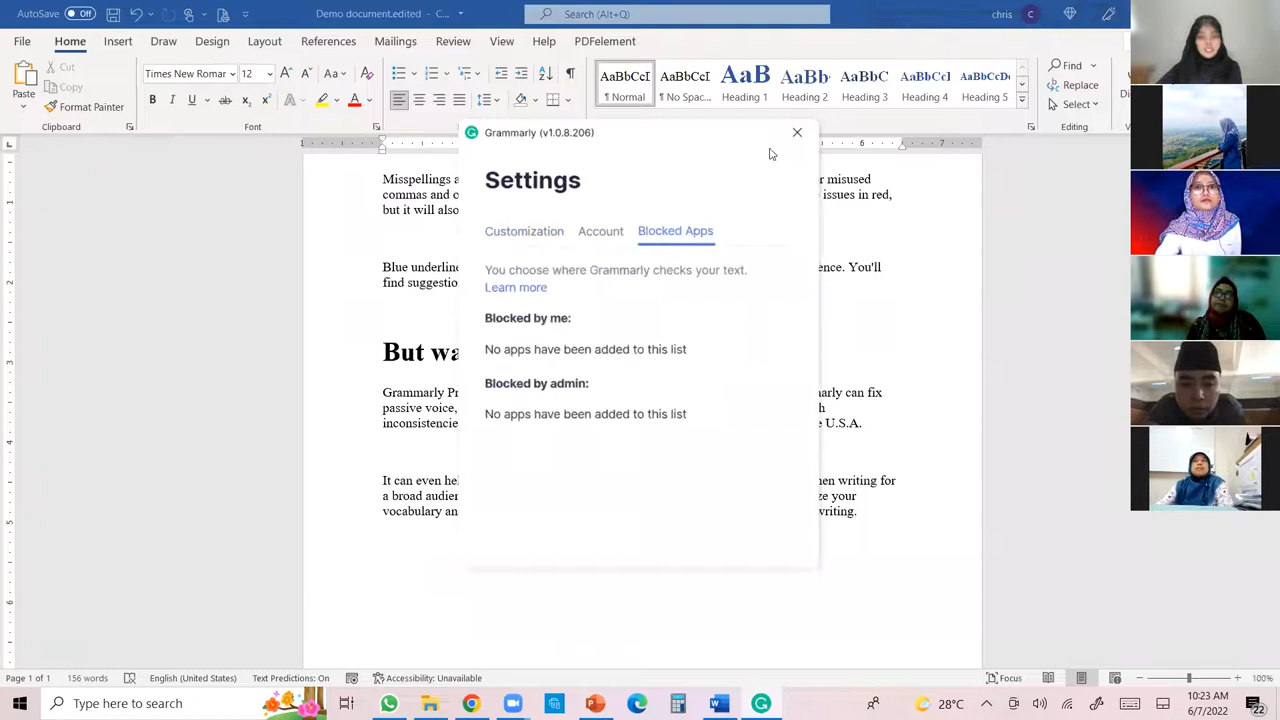 AutoSave Off
Demo document...
Search (Alt+Q)
chris
File Home Insert Draw Design Layout References Mailings Review View Help PDFelement
Paste
Cut
Copy
Format Painter
Times New Roman 12
Clipboard
Font
AaBbCcI AaBbCcI AaB AaBb AaBbC AaBbCcI AaBbCcDc
¶ Normal ¶ No Spac... Heading 1 Heading 2 Heading 3 Heading 4 Heading 5
Find
Replace
Select
Editing
Misspellings
misused
commas and
issues in red,
but it will also
Blue underline
ence. You'll
find suggestio
But wa
Grammarly Pr
arly can fix
passive voice,
inconsistencie
e U.S.A.
It can even hel
hen writing for
a broad audien
ze your
vocabulary an
writing.
Grammarly (v1.0.8.206)
Settings
Customization Account Blocked Apps
You choose where Grammarly checks your text.
Learn more
Blocked by me:
No apps have been added to this list
Blocked by admin:
No apps have been added to this list
Page 1 of 1 156 words English (United States) Text Predictions: On Accessibility: Unavailable Focus 100%
Type here to search
28°C
10:23 AM
6/7/2022
22